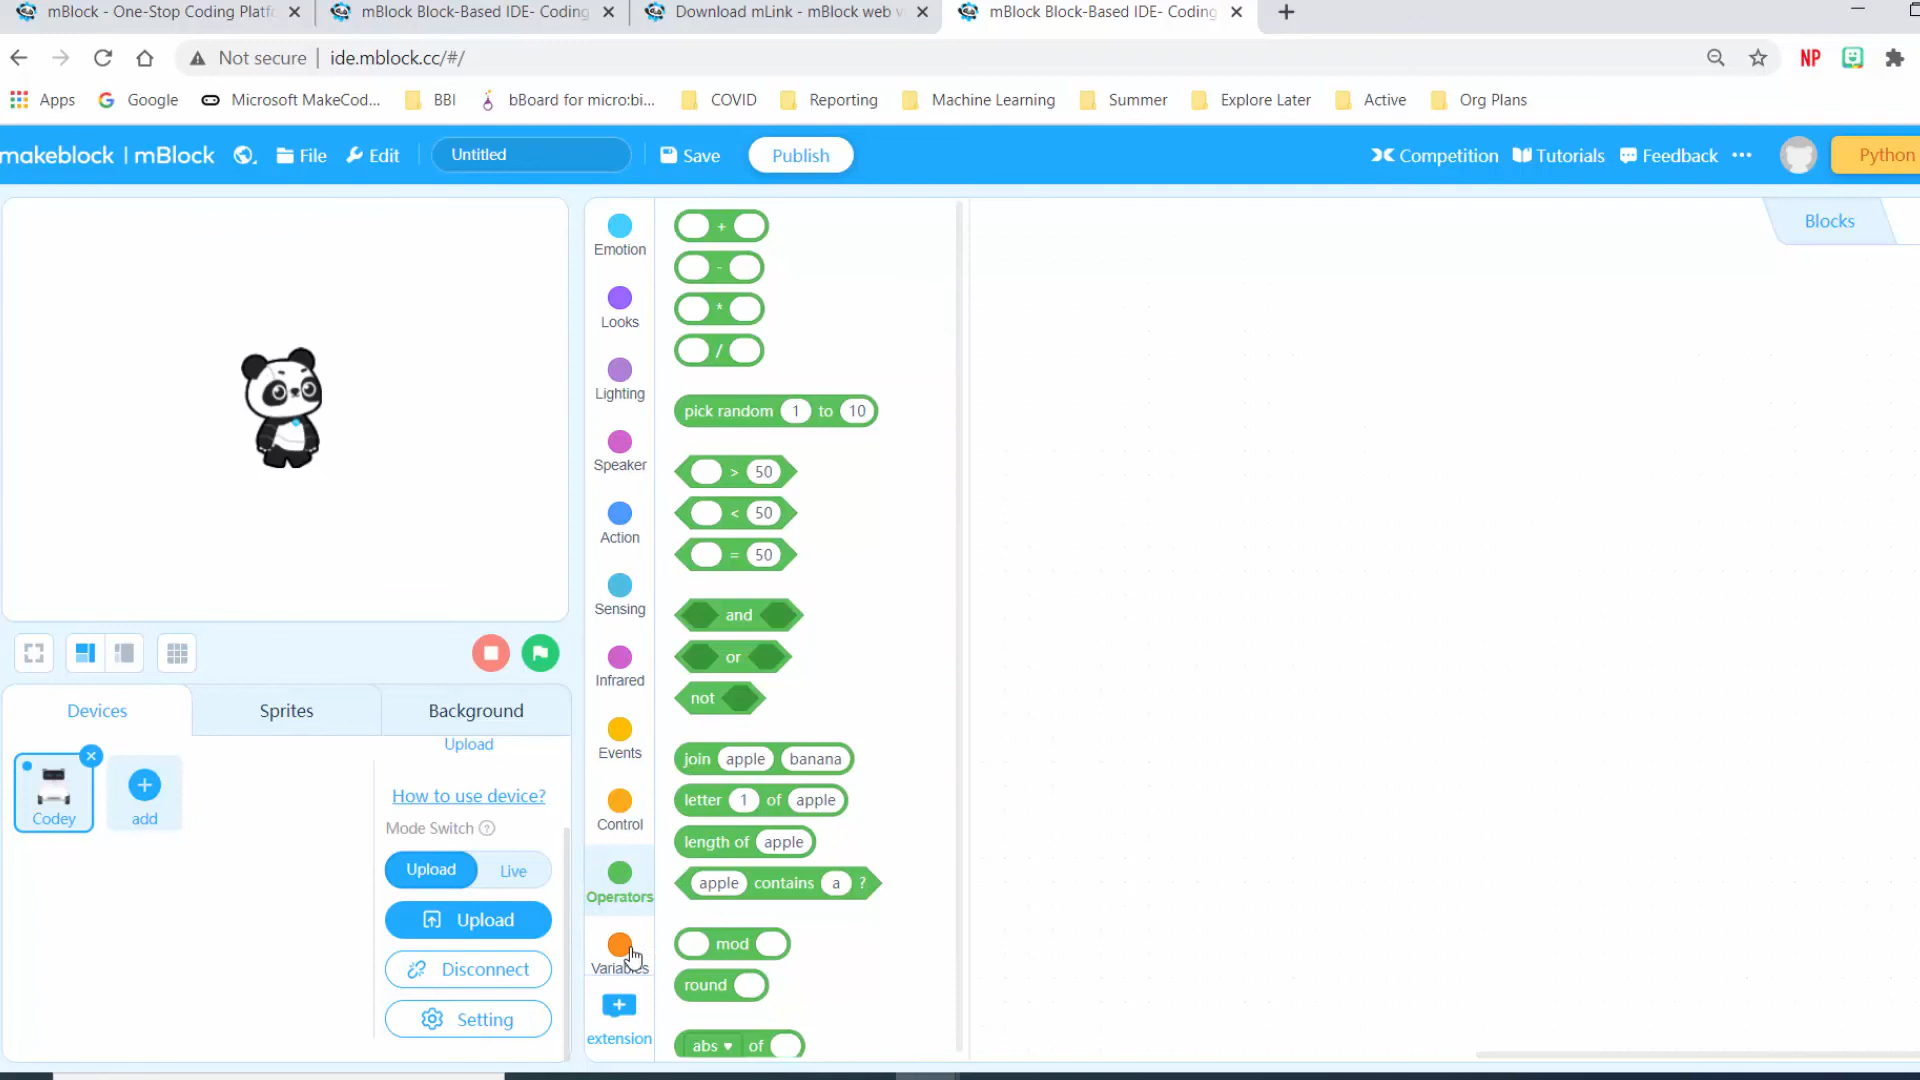 mBlock - One-Stop Coding Platfo
mBlock Block-Based IDE- Coding
Download mLink - mBlock web v
mBlock Block-Based IDE- Coding
Not secure | ide.mblock.cc/#/
NP
Apps
Google
Microsoft MakeCod...
BBI
bBoard for micro:bi...
COVID
Reporting
Machine Learning
Summer
Explore Later
Active
Org Plans
makeblock | mBlock
File
Edit
Untitled
Save
Publish
Competition
Tutorials
Feedback
Python
Blocks
Emotion
Looks
Lighting
Speaker
Action
Sensing
Infrared
Events
Control
Operators
Variables
extension
+
-
*
/
pick random 1 to 10
> 50
< 50
= 50
and
or
not
join apple banana
letter 1 of apple
length of apple
apple contains a ?
mod
round
abs ▾ of
Devices
Sprites
Background
Upload
Codey
add
How to use device?
Mode Switch ?
Upload
Live
Upload
Disconnect
Setting